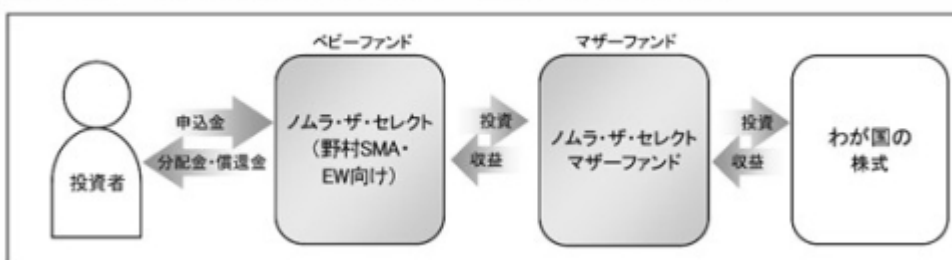 ベビーファンド
マザーファンド
投資者
申込金
分配金・償還金
ノムラ・ザ・セレクト
(野村SMA・
EW向け)
投資
収益
ノムラ・ザ・セレクト
マザーファンド
投資
収益
わが国の
株式